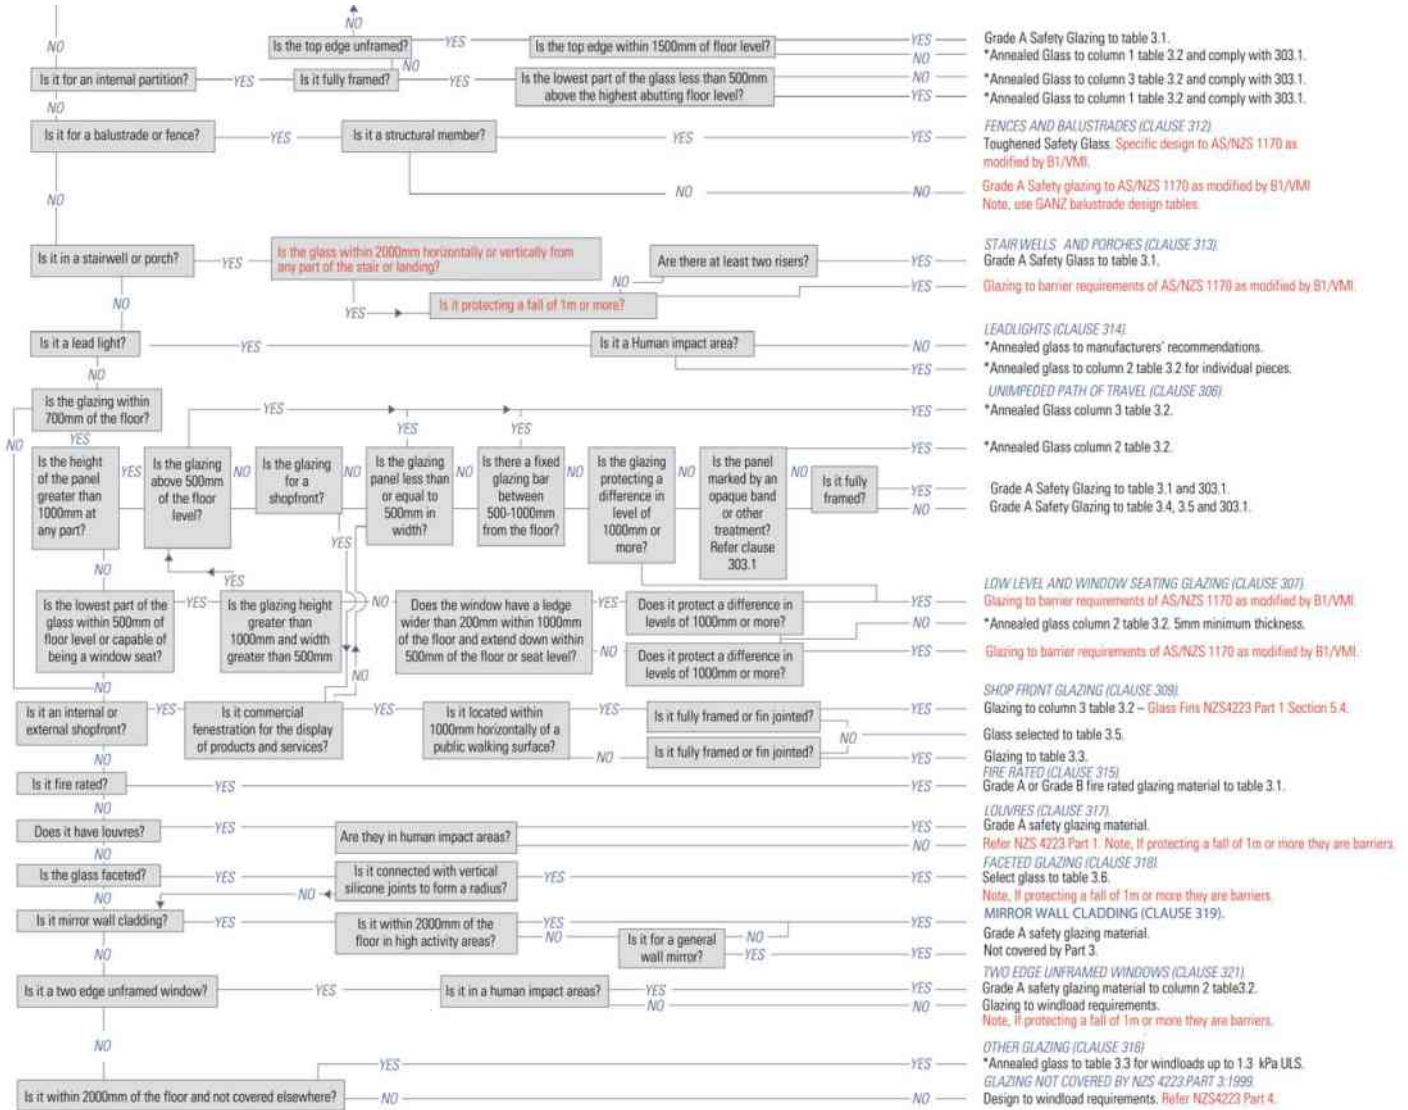 NO
NO
Is the top edge unframed?
YES
Is the top edge within 1500mm of floor level?
YES
Grade A Safety Glazing to table 3.1.
NO
*Annealed Glass to column 1 table 3.2 and comply with 303.1.
NO
Is it for an internal partition?
YES
Is it fully framed?
YES
Is the lowest part of the glass less than 500mm
above the highest abutting floor level?
NO
*Annealed Glass to column 3 table 3.2 and comply with 303.1.
YES
*Annealed Glass to column 1 table 3.2 and comply with 303.1.
NO
Is it for a balustrade or fence?
YES
Is it a structural member?
YES
YES
FENCES AND BALUSTRADES (CLAUSE 312)
Toughened Safety Glass. Specific design to AS/NZS 1170 as
modified by B1/VMI.
NO
NO
NO
Grade A Safety glazing to AS/NZS 1170 as modified by B1/VMI
Note, use GANZ balustrade design tables.
Is it in a stairwell or porch?
YES
Is the glass within 2000mm horizontally or vertically from
any part of the stair or landing?
Are there at least two risers?
YES
STAIR WELLS AND PORCHES (CLAUSE 313).
Grade A Safety Glass to table 3.1.
NO
YES
Is it protecting a fall of 1m or more?
YES
Glazing to barrier requirements of AS/NZS 1170 as modified by B1/VMI.
NO
Is it a lead light?
YES
Is it a Human impact area?
LEADLIGHTS (CLAUSE 314).
NO
*Annealed glass to manufacturers' recommendations.
YES
*Annealed glass to column 2 table 3.2 for individual pieces.
NO
Is the glazing within
700mm of the floor?
YES
UNIMPEDED PATH OF TRAVEL (CLAUSE 306)
YES
*Annealed Glass column 3 table 3.2.
NO
YES
YES
YES
YES
*Annealed Glass column 2 table 3.2.
Is the height
of the panel
greater than
1000mm at
any part?
YES
Is the glazing
above 500mm
of the floor
level?
NO
Is the glazing
for a
shopfront?
NO
Is the glazing
panel less than
or equal to
500mm in
width?
NO
Is there a fixed
glazing bar
between
500-1000mm
from the floor?
NO
Is the glazing
protecting a
difference in
level of
1000mm or
more?
NO
Is the panel
marked by an
opaque band
or other
treatment?
Refer clause
303.1
NO
Is it fully
framed?
YES
Grade A Safety Glazing to table 3.1 and 303.1.
NO
Grade A Safety Glazing to table 3.4, 3.5 and 303.1.
YES
NO
YES
Is the lowest part of the
glass within 500mm of
floor level or capable of
being a window seat?
YES
Is the glazing height
greater than
1000mm and width
greater than 500mm
NO
Does the window have a ledge
wider than 200mm within 1000mm
of the floor and extend down within
500mm of the floor or seat level?
YES
Does it protect a difference in
levels of 1000mm or more?
LOW LEVEL AND WINDOW SEATING GLAZING (CLAUSE 307).
YES
Glazing to barrier requirements of AS/NZS 1170 as modified by B1/VMI.
NO
*Annealed glass column 2 table 3.2. 5mm minimum thickness.
NO
Does it protect a difference in
levels of 1000mm or more?
YES
Glazing to barrier requirements of AS/NZS 1170 as modified by B1/VMI.
NO
NO
Is it an internal or
external shopfront?
YES
Is it commercial
fenestration for the display
of products and services?
YES
Is it located within
1000mm horizontally of a
public walking surface?
YES
Is it fully framed or fin jointed?
SHOP FRONT GLAZING (CLAUSE 309).
YES
Glazing to column 3 table 3.2 – Glass Fins NZS4223 Part 1 Section 5.4.
NO
Glass selected to table 3.5.
NO
Is it fully framed or fin jointed?
YES
Glazing to table 3.3.
NO
Is it fire rated?
YES
FIRE RATED (CLAUSE 315)
YES
Grade A or Grade B fire rated glazing material to table 3.1.
NO
Does it have louvres?
YES
Are they in human impact areas?
LOUVRES (CLAUSE 317).
YES
Grade A safety glazing material.
NO
Refer NZS 4223 Part 1. Note, If protecting a fall of 1m or more they are barriers.
NO
Is the glass faceted?
YES
Is it connected with vertical
silicone joints to form a radius?
YES
FACETED GLAZING (CLAUSE 318)
YES
Select glass to table 3.6.
Note, If protecting a fall of 1m or more they are barriers.
NO
NO
Is it mirror wall cladding?
YES
Is it within 2000mm of the
floor in high activity areas?
YES
NO
Is it for a general
wall mirror?
NO
YES
MIRROR WALL CLADDING (CLAUSE 319).
YES
Grade A safety glazing material.
YES
Not covered by Part 3.
NO
Is it a two edge unframed window?
YES
Is it in a human impact areas?
YES
NO
TWO EDGE UNFRAMED WINDOWS (CLAUSE 321)
YES
Grade A safety glazing material to column 2 table3.2.
NO
Glazing to windload requirements.
Note, If protecting a fall of 1m or more they are barriers.
NO
OTHER GLAZING (CLAUSE 316)
YES
YES
*Annealed glass to table 3.3 for windloads up to 1.3 kPa ULS.
GLAZING NOT COVERED BY NZS 4223:PART 3:1999.
Is it within 2000mm of the floor and not covered elsewhere?
NO
NO
Design to windload requirements. Refer NZS4223 Part 4.